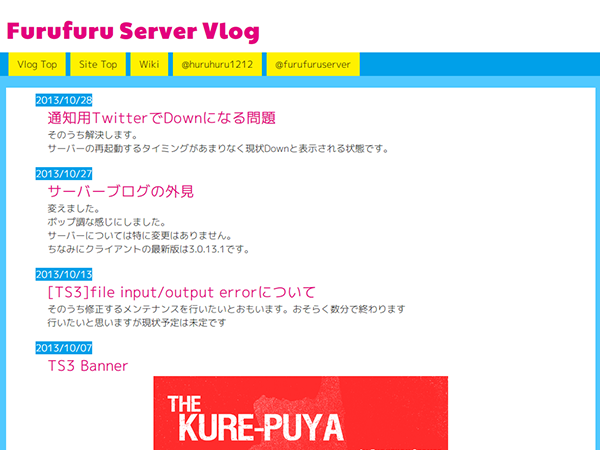 Furufuru Server Vlog
Vlog Top
Site Top
Wiki
@huruhuru1212
@furufuruserver
2013/10/28
通知用TwitterでDownになる問題
そのうち解決します。
サーバーの再起動するタイミングがあまりなく現状Downと表示される状態です。
2013/10/27
サーバーブログの外見
変えました。
ポップ調な感じにしました。
サーバーについては特に変更はありません。
ちなみにクライアントの最新版は3.0.13.1です。
2013/10/13
[TS3]file input/output errorについて
そのうち修正するメンテナンスを行いたいとおもいます。おそらく数分で終わります
行いたいと思いますが現状予定は未定です
2013/10/07
TS3 Banner
THE
KURE-PUYA